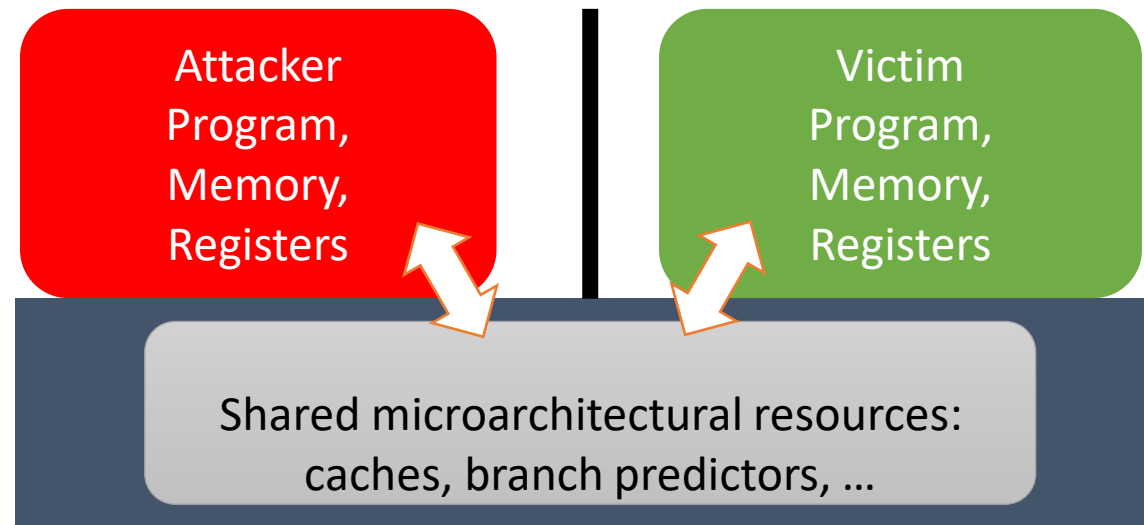 Attacker
Program,
Memory,
Registers
Victim
Program,
Memory,
Registers
Shared microarchitectural resources:
caches, branch predictors, …